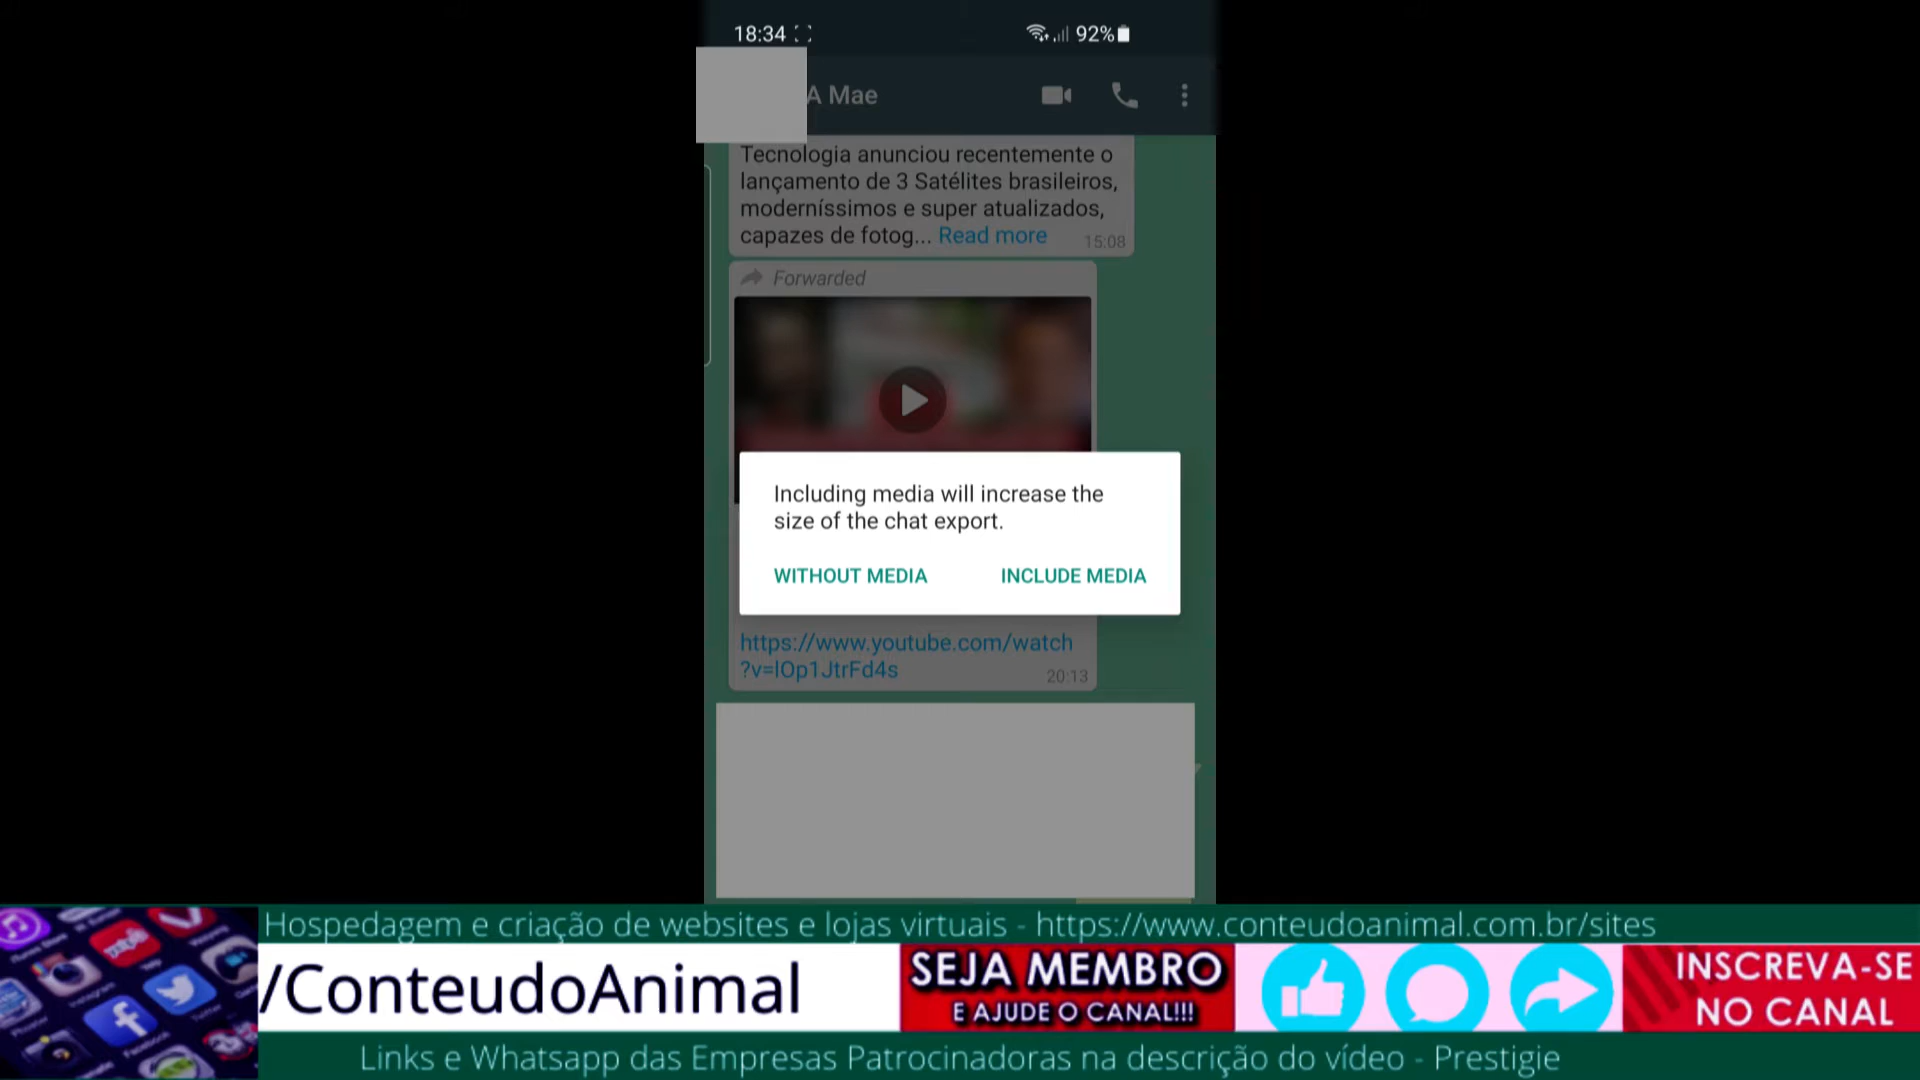 18:34
92%
A Mae
Tecnologia anunciou recentemente o
lançamento de 3 Satélites brasileiros,
moderníssimos e super atualizados,
capazes de fotog... Read more
15:08
Forwarded
Including media will increase the
size of the chat export.
WITHOUT MEDIA
INCLUDE MEDIA
https://www.youtube.com/watch
?v=lOp1JtrFd4s
20:13
Hospedagem e criação de websites e lojas virtuais - https://www.conteudoanimal.com.br/sites
/ConteudoAnimal
SEJA MEMBRO
E AJUDE O CANAL!!!
INSCREVA-SE
NO CANAL
Links e Whatsapp das Empresas Patrocinadoras na descrição do vídeo - Prestigie